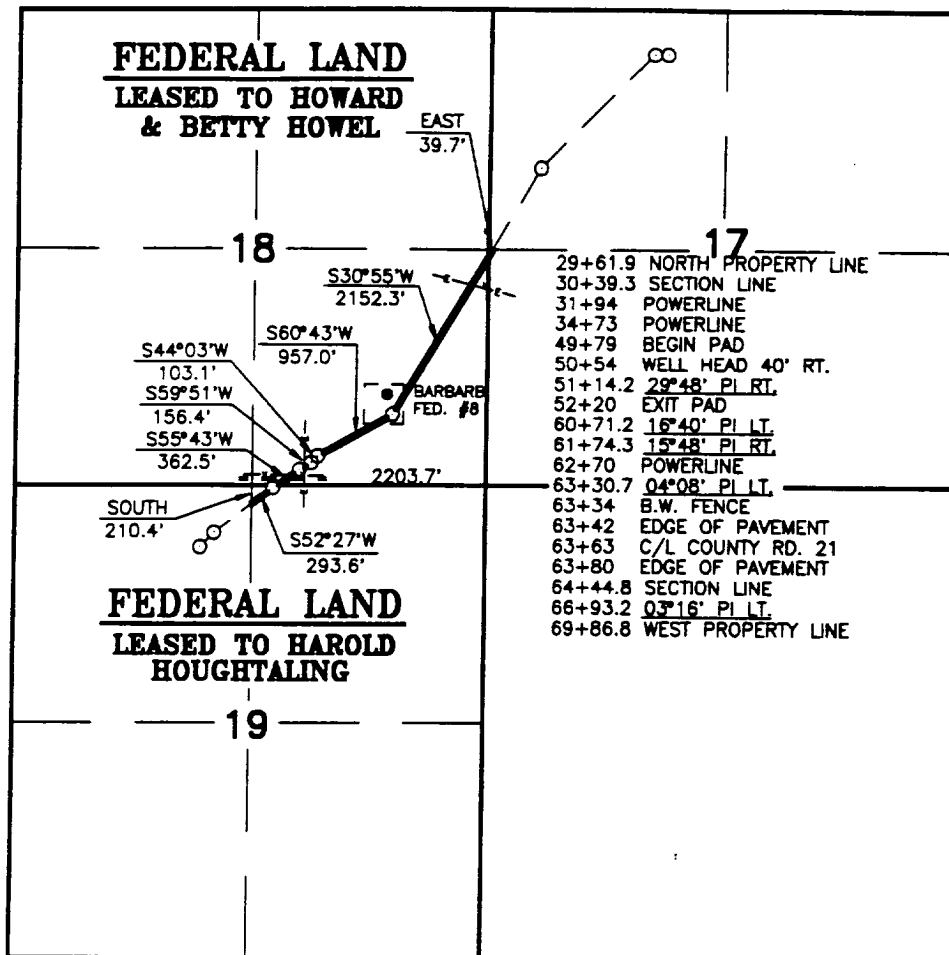 FEDERAL LAND
LEASED TO HOWARD
& BETTY HOWEL
EAST
39.7'
18
17
S30°55'W
2152.3'
S60°43'W
957.0'
S44°03'W
103.1'
S59°51'W
156.4'
S55°43'W
362.5'
BARBARB
FED. #8
2203.7'
SOUTH
210.4'
S52°27'W
293.6'
29+61.9 NORTH PROPERTY LINE
30+39.3 SECTION LINE
31+94 POWERLINE
34+73 POWERLINE
49+79 BEGIN PAD
50+54 WELL HEAD 40' RT.
51+14.2 29°48' PI RT.
52+20 EXIT PAD
60+71.2 16°40' PI LT.
61+74.3 15°48' PI RT.
62+70 POWERLINE
63+30.7 04°08' PI LT.
63+34 B.W. FENCE
63+42 EDGE OF PAVEMENT
63+63 C/L COUNTY RD. 21
63+80 EDGE OF PAVEMENT
64+44.8 SECTION LINE
66+93.2 03°16' PI LT.
69+86.8 WEST PROPERTY LINE
FEDERAL LAND
LEASED TO HAROLD
HOUGHTALING
19